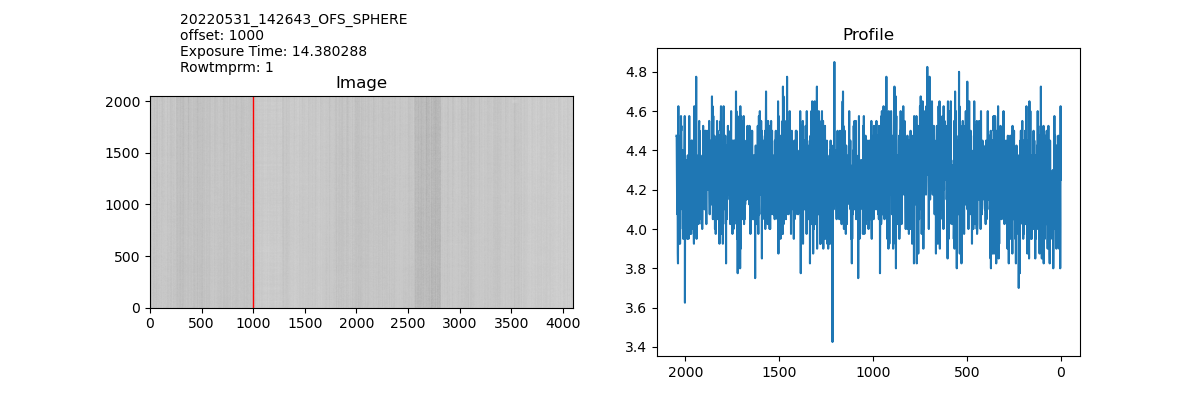 20220531_142643_OFS_SPHERE
offset: 1000
Exposure Time: 14.380288
Rowtmprm: 1
Image
2000
1500
1000
500
0
0 500 1000 1500 2000 2500 3000 3500 4000
Profile
4.8
4.6
4.4
4.2
4.0
3.8
3.6
3.4
2000 1500 1000 500 0